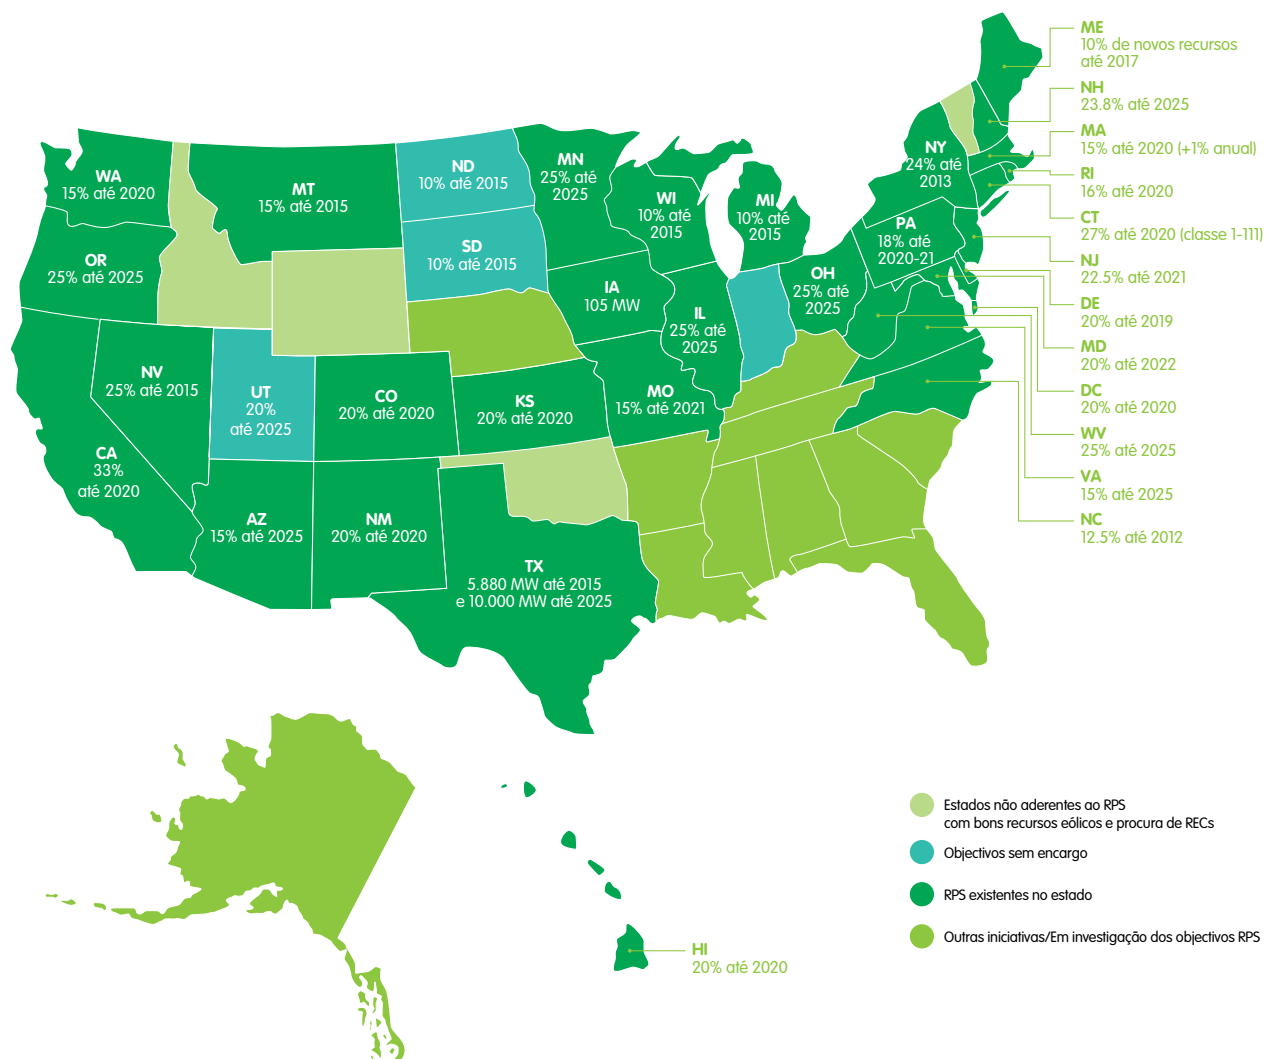 WA
15% até 2020
OR
25% até 2025
CA
33%
até 2020
NV
25% até 2015
MT
15% até 2015
UT
20%
até 2025
AZ
15% até 2025
CO
20% até 2020
NM
20% até 2020
ND
10% até 2015
SD
10% até 2015
KS
20% até 2020
TX
5.880 MW até 2015
e 10.000 MW até 2025
MN
25% até
2025
IA
105 MW
MO
15% até 2021
WI
10% até
2015
IL
25% até
2025
MI
10% até
2015
OH
25% até
2025
PA
18% até
2020-21
NY
24% até
2013
ME
10% de novos recursos
até 2017
NH
23.8% até 2025
MA
15% até 2020 (+1% anual)
RI
16% até 2020
CT
27% até 2020 (classe 1-111)
NJ
22.5% até 2021
DE
20% até 2019
MD
20% até 2022
DC
20% até 2020
WV
25% até 2025
VA
15% até 2025
NC
12.5% até 2012
HI
20% até 2020
Estados não aderentes ao RPS
com bons recursos eólicos e procura de RECs
Objectivos sem encargo
RPS existentes no estado
Outras iniciativas/Em investigação dos objectivos RPS